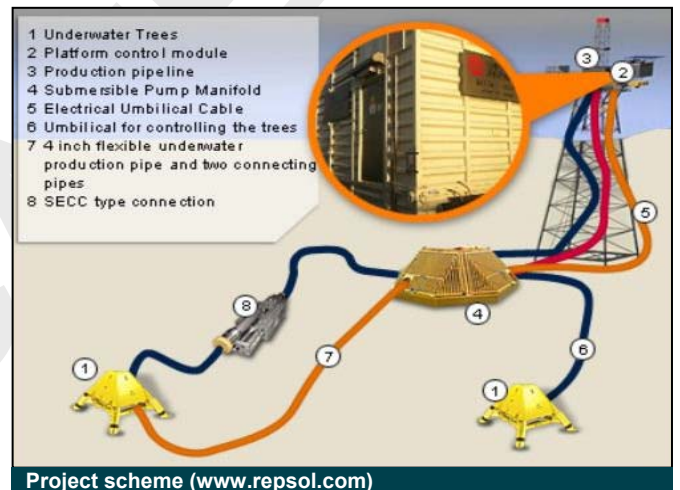 1 Underwater Trees
2 Platform control module
3 Production pipeline
4 Submersible Pump Manifold
5 Electrical Umbilical Cable
6 Umbilical for controlling the trees
7 4 inch flexible underwater
production pipe and two connecting
pipes
8 SECC type connection
3
2
5
8
4
7
6
1
1
Project scheme (www.repsol.com)